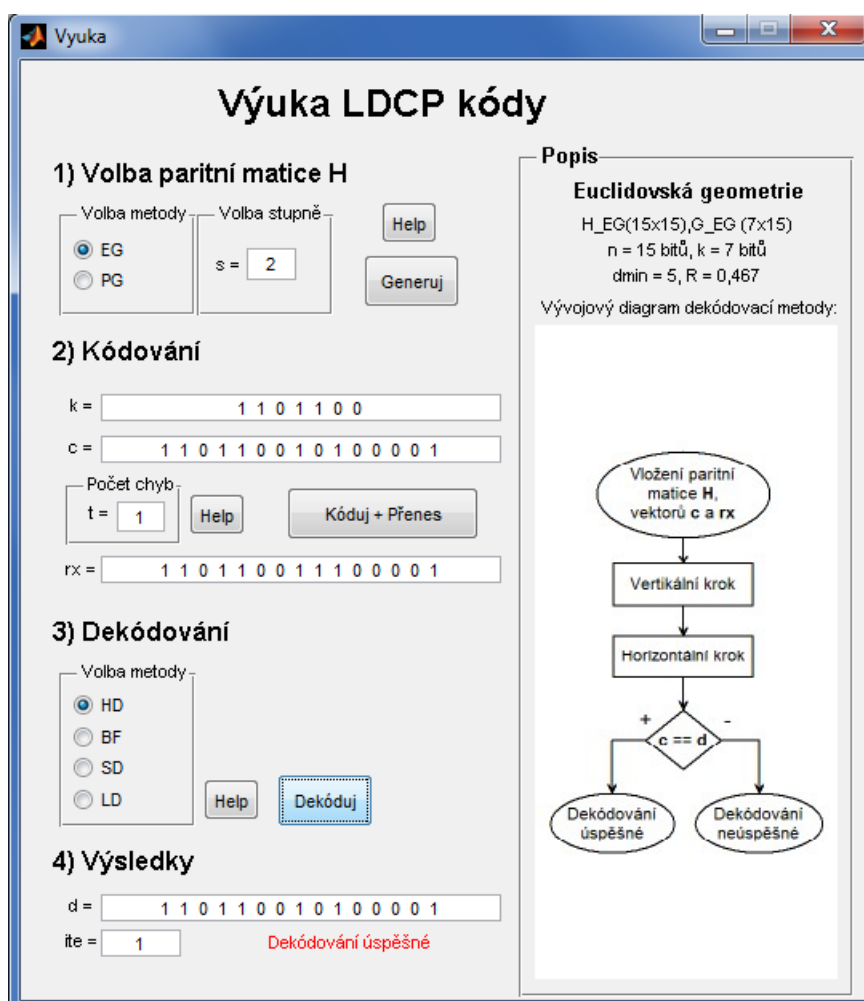 Vyuka
Výuka LDCP kódy
1) Volba paritní matice H
Volba metody
EG
PG
Volba stupně
s = 2
Help
Generuj
2) Kódování
k = 1 1 0 1 1 0 0
c = 1 1 0 1 1 0 0 1 0 1 0 0 0 0 1
Počet chyb
t = 1
Help
Kóduj + Přenes
rx = 1 1 0 1 1 0 0 1 1 1 0 0 0 0 1
3) Dekódování
Volba metody
HD
BF
SD
LD
Help
Dekóduj
4) Výsledky
d = 1 1 0 1 1 0 0 1 0 1 0 0 0 0 1
ite = 1
Dekódování úspěšné
Popis
Euclidovská geometrie
H_EG(15x15),G_EG (7x15)
n = 15 bitů, k = 7 bitů
dmin = 5, R = 0,467
Vývojový diagram dekódovací metody:
Vložení paritní
matice H,
vektorů c a rx
Vertikální krok
Horizontální krok
+ -
c == d
Dekódování
úspěšné
Dekódování
neúspěšné